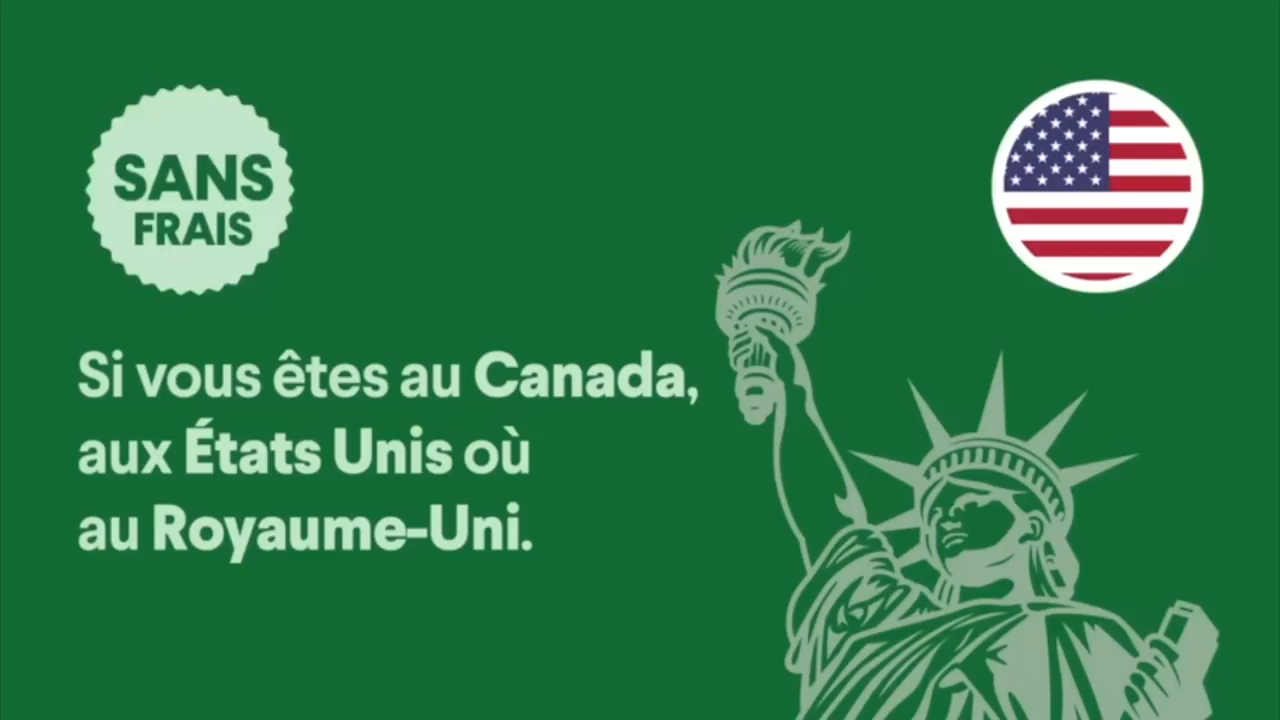 SANS
FRAIS
Si vous êtes au Canada,
aux États Unis où
au Royaume-Uni.